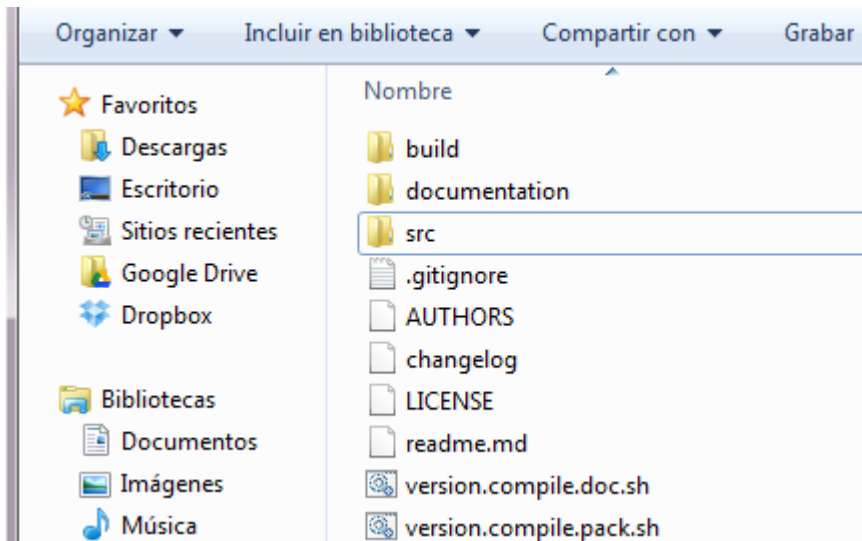 Organizar Incluir en biblioteca Compartir con Grabar
Favoritos
Descargas
Escritorio
Sitios recientes
Google Drive
Dropbox
Bibliotecas
Documentos
Imágenes
Música
Nombre
build
documentation
src
.gitignore
AUTHORS
changelog
LICENSE
readme.md
version.compile.doc.sh
version.compile.pack.sh